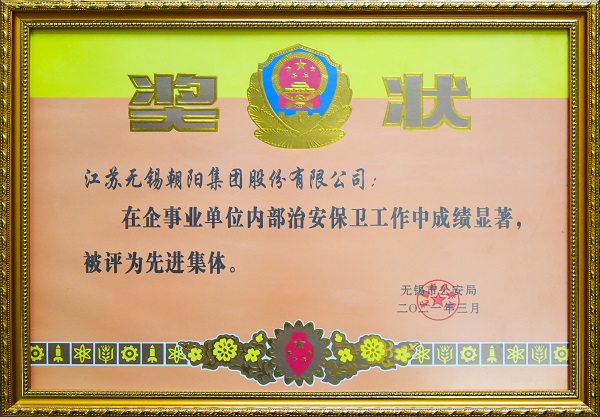 奖状
江苏无锡朝阳集团股份有限公司：
在企事业单位内部治安保卫工作中成绩显著，
被评为先进集体。
无锡市公安局
二〇二一年三月